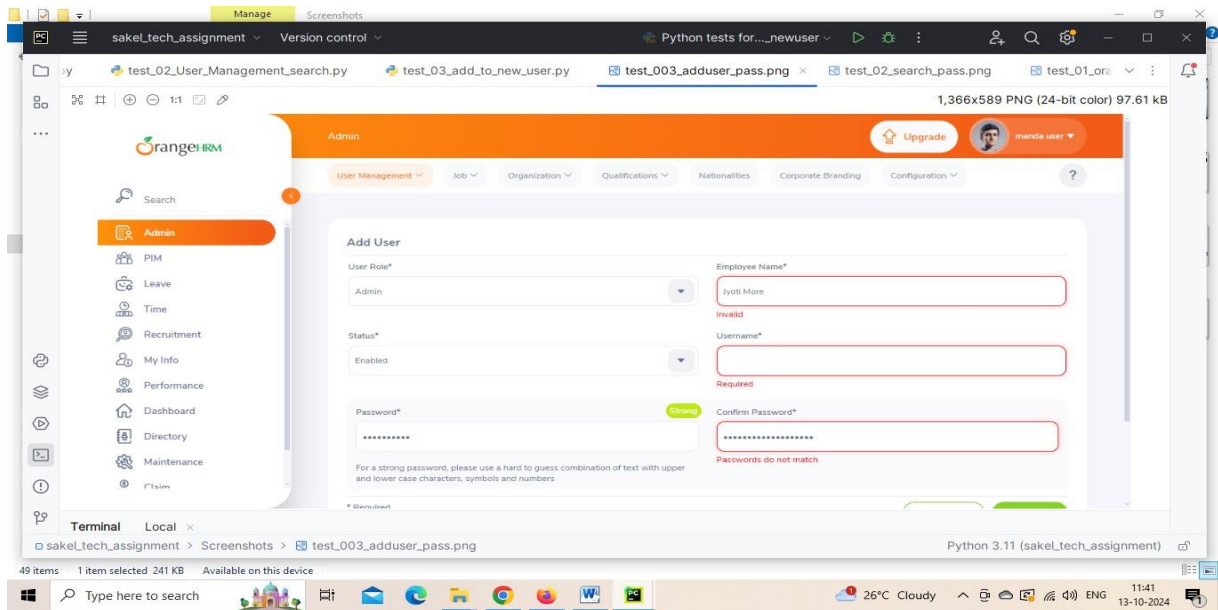 Manage Screenshots
PC sakel_tech_assignment Version control Python tests for..._newuser
py test_02_User_Management_search.py test_03_add_to_new_user.py test_003_adduser_pass.png test_02_search_pass.png test_01_ora
1:1 1,366x589 PNG (24-bit color) 97.61 kB
OrangeHRM
Admin Upgrade manda user
User Management Job Organization Qualifications Nationalities Corporate Branding Configuration ?
Search
Admin
PIM
Leave
Time
Recruitment
My Info
Performance
Dashboard
Directory
Maintenance
Claim
Add User
User Role* Employee Name*
Admin Jyoti More
Invalid
Status* Username*
Enabled
Required
Password* Strong Confirm Password*
Passwords do not match
For a strong password, please use a hard to guess combination of text with upper
and lower case characters, symbols and numbers
* Required
Terminal Local
sakel_tech_assignment > Screenshots > test_003_adduser_pass.png Python 3.11 (sakel_tech_assignment)
49 items 1 item selected 241 KB Available on this device
Type here to search 26°C Cloudy ENG 11:41
13-10-2024